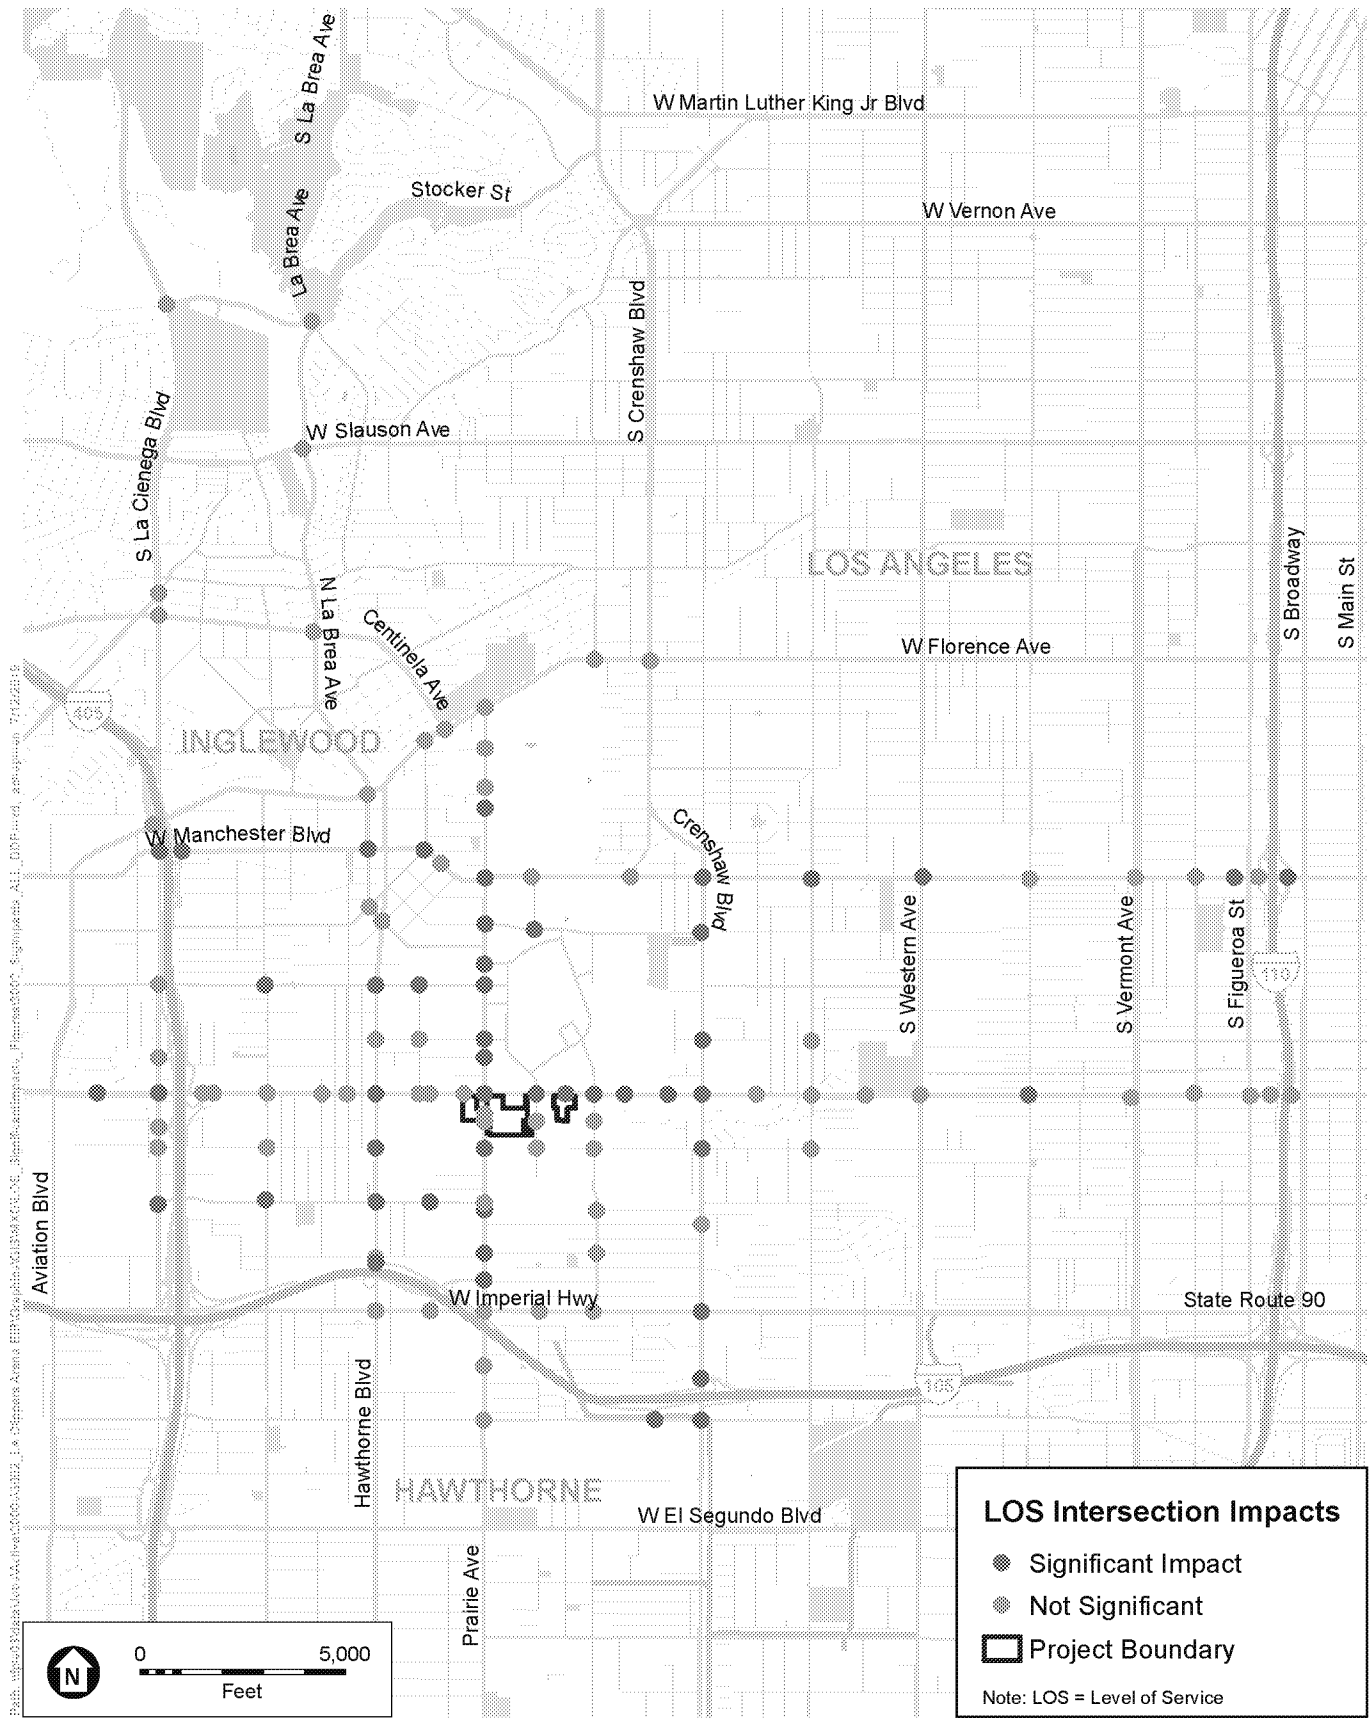 S La Brea Ave
W Martin Luther King Jr Blvd
Stocker St
La Brea Ave
W Vernon Ave
S Crenshaw Blvd
W Slauson Ave
S La Cienega Blvd
LOS ANGELES
S Broadway
S Main St
N La Brea Ave
Centinela Ave
W Florence Ave
405
INGLEWOOD
W Manchester Blvd
Crenshaw Blvd
S Western Ave
S Vermont Ave
S Figueroa St
110
Aviation Blvd
W Imperial Hwy
State Route 90
105
Hawthorne Blvd
HAWTHORNE
W El Segundo Blvd
Prairie Ave
N
0 5,000
Feet
LOS Intersection Impacts
Significant Impact
Not Significant
Project Boundary
Note: LOS = Level of Service